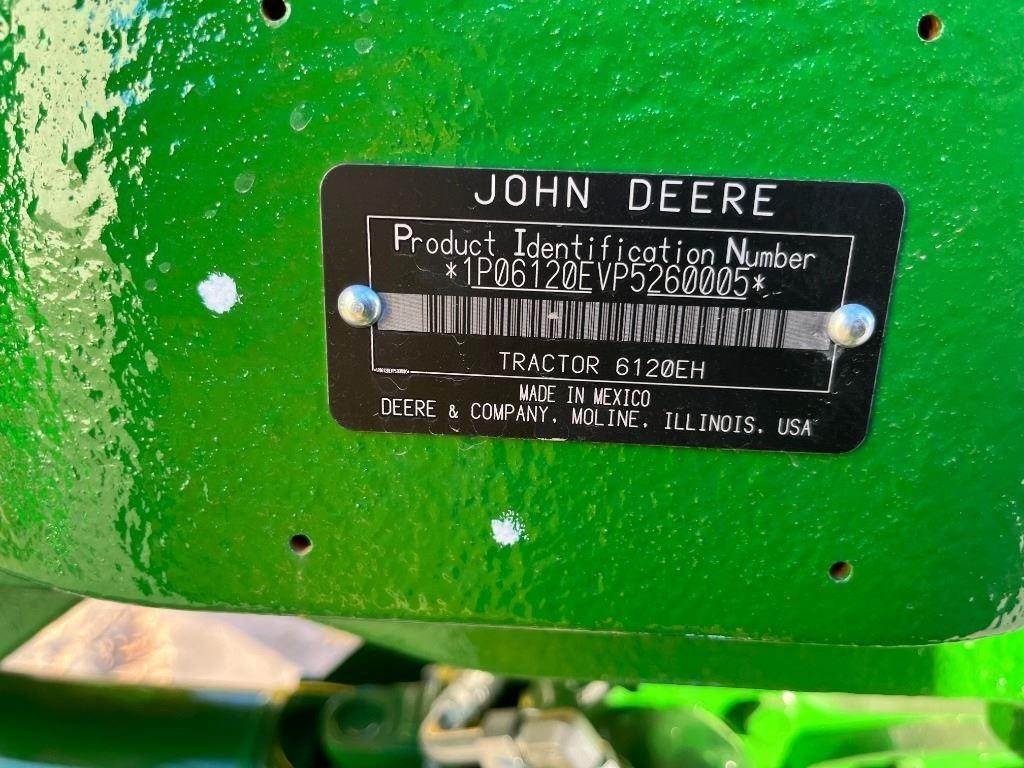 JOHN DEERE
Product Identification Number
*1P06120EVP5260005*
TRACTOR 6120EH
MADE IN MEXICO
DEERE & COMPANY, MOLINE, ILLINOIS, USA